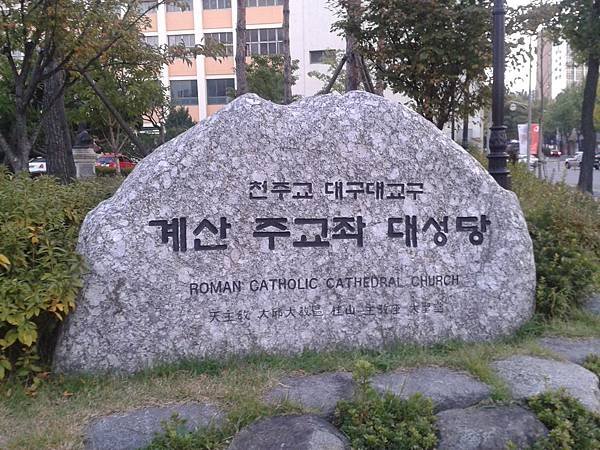 천주교 대구대교구
계산 주교좌 대성당
ROMAN CATHOLIC CATHEDRAL CHURCH
天主敎 大邱大敎區 桂山 主敎座 大聖堂